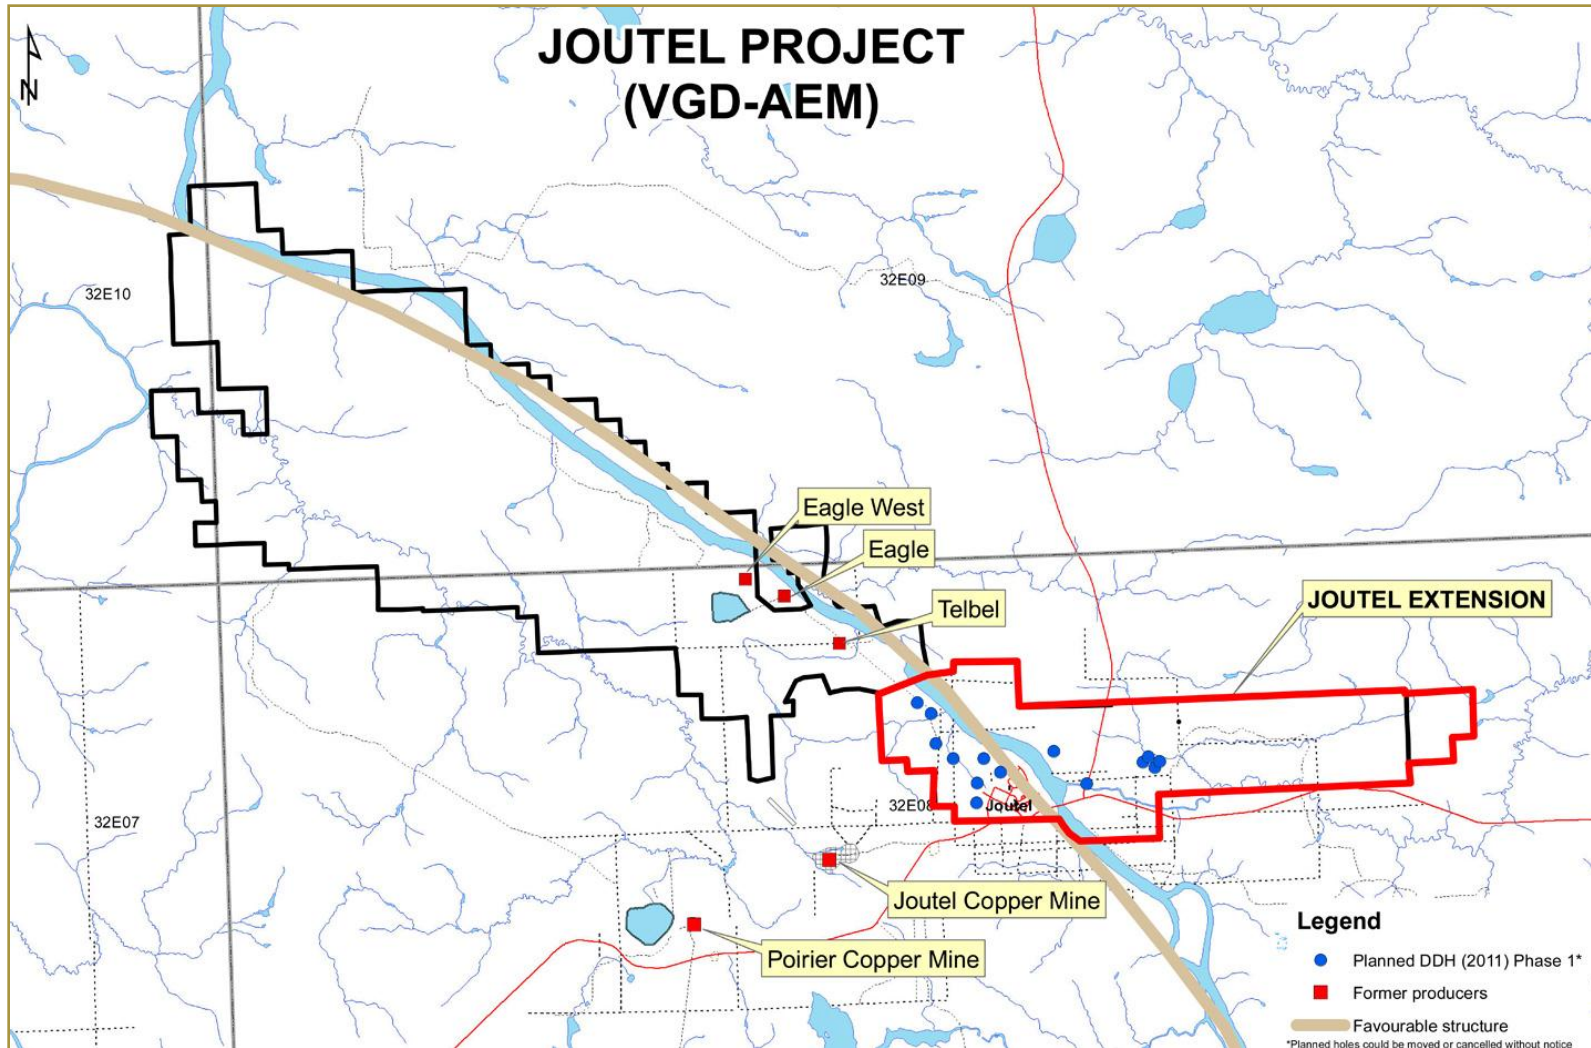 JOUTEL PROJECT
(VGD-AEM)
N
32E10
32E09
Eagle West
Eagle
JOUTEL EXTENSION
Telbel
32E07
32E08
Joutel
Joutel Copper Mine
Poirier Copper Mine
Legend
Planned DDH (2011) Phase 1*
Former producers
Favourable structure
*Planned holes could be moved or cancelled without notice